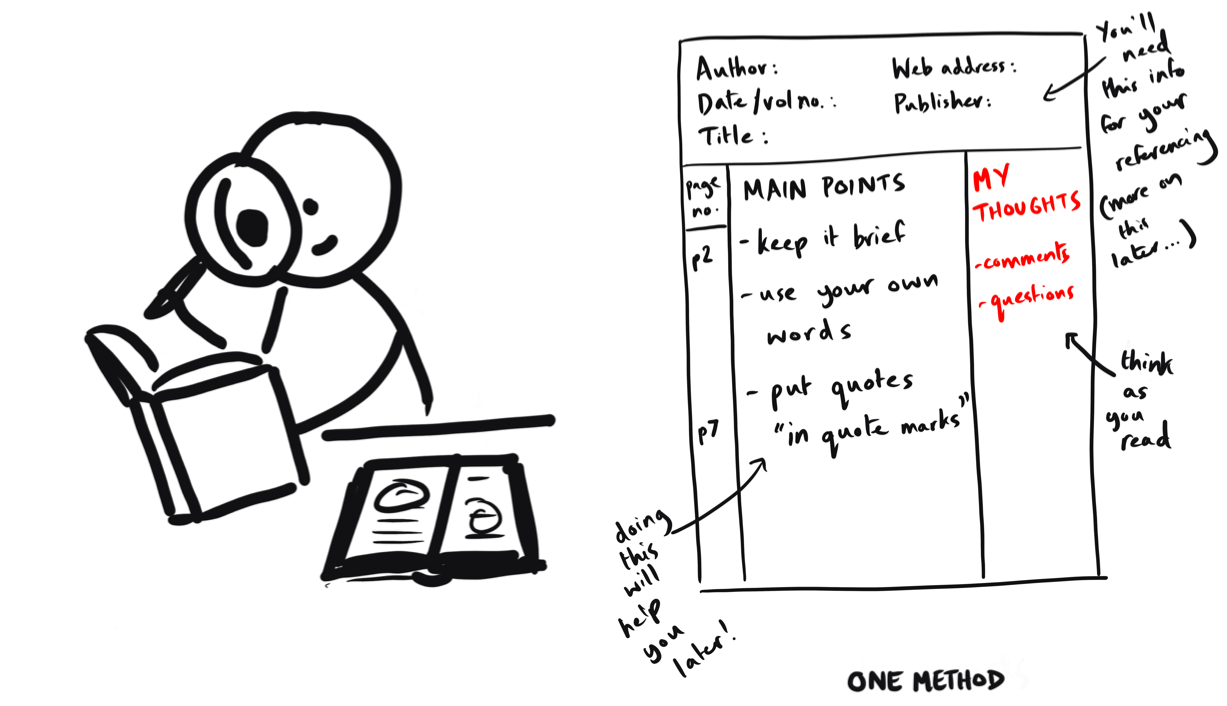 Author:
Web address:
Date/vol no.:
Publisher:
Title:
You'll
need
this info
for your
referencing
(more on
this
later...)
page
no.
MAIN POINTS
MY
THOUGHTS
p2
- keep it brief
- use your own
words
- comments
- questions
- put quotes
p7
"in quote marks"
think
as
you
read
doing
this
will
help
you
later!
ONE METHOD